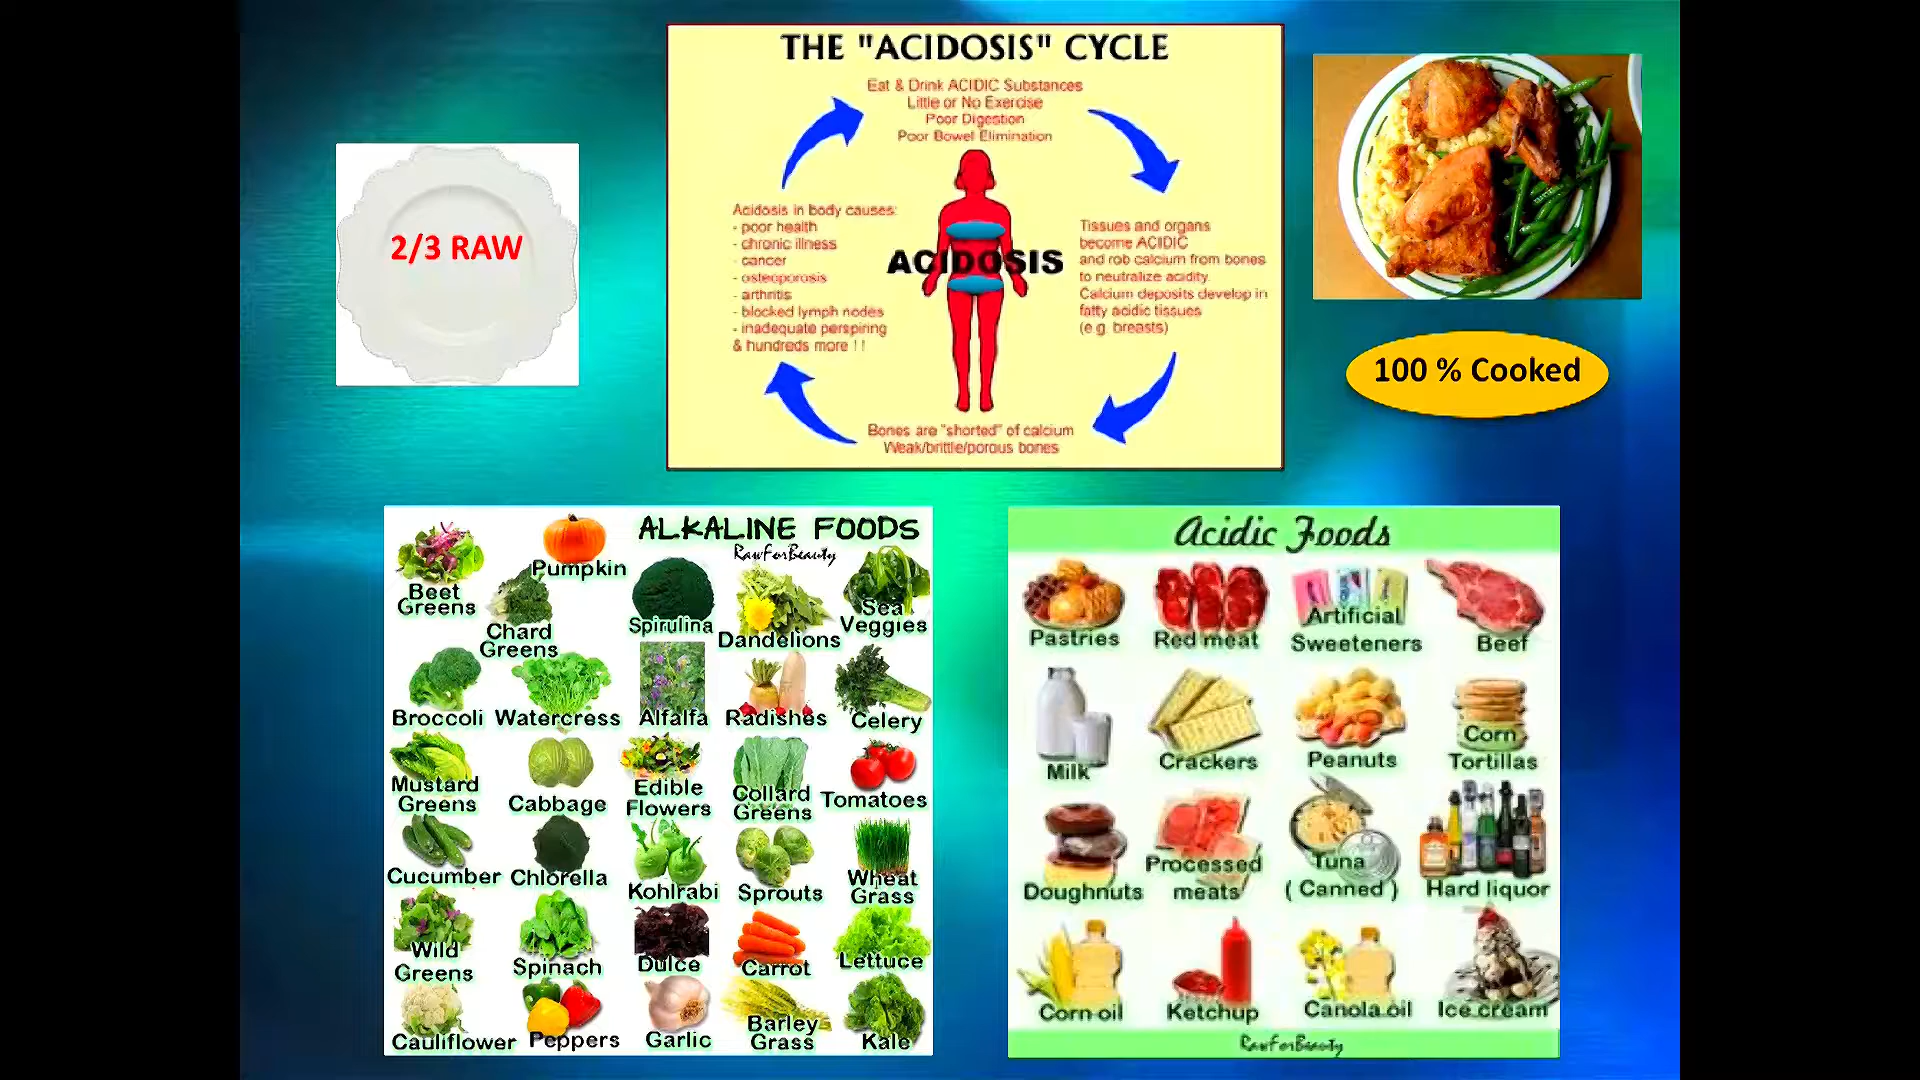 THE "ACIDOSIS" CYCLE
Eat & Drink ACIDIC Substances
Little or No Exercise
Poor Digestion
Poor Bowel Elimination
Acidosis in body causes:
- poor health
- chronic illness
- cancer
- osteoporosis
- arthritis
- blocked lymph nodes
- inadequate perspiring
& hundreds more ! !
ACIDOSIS
Tissues and organs
become ACIDIC
and rob calcium from bones
to neutralize acidity.
Calcium deposits develop in
fatty acidic tissues
(e.g. breasts)
Bones are "shorted" of calcium
Weak/brittle/porous bones
2/3 RAW
100 % Cooked
ALKALINE FOODS
RawForBeauty
Beet
Greens
Pumpkin
Chard
Greens
Spirulina
Dandelions
Sea
Veggies
Broccoli
Watercress
Alfalfa
Radishes
Celery
Mustard
Greens
Cabbage
Edible
Flowers
Collard
Greens
Tomatoes
Cucumber
Chlorella
Kohlrabi
Sprouts
Wheat
Grass
Wild
Greens
Spinach
Dulce
Carrot
Lettuce
Cauliflower
Peppers
Garlic
Barley
Grass
Kale
Acidic Foods
Pastries
Red meat
Artificial
Sweeteners
Beef
Milk
Crackers
Peanuts
Corn
Tortillas
Doughnuts
Processed
meats
Tuna
( Canned )
Hard liquor
Corn oil
Ketchup
Canola oil
Ice cream
RawForBeauty